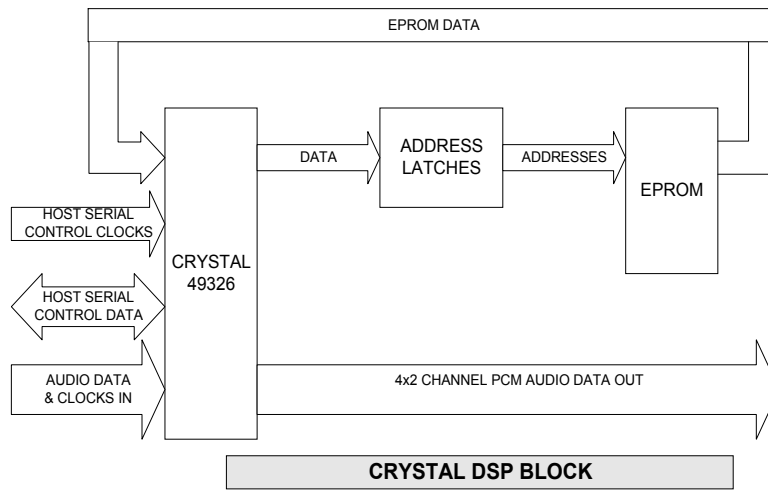 EPROM DATA
DATA
ADDRESS
LATCHES
ADDRESSES
EPROM
HOST SERIAL
CONTROL CLOCKS
CRYSTAL
49326
HOST SERIAL
CONTROL DATA
AUDIO DATA
& CLOCKS IN
4x2 CHANNEL PCM AUDIO DATA OUT
CRYSTAL DSP BLOCK